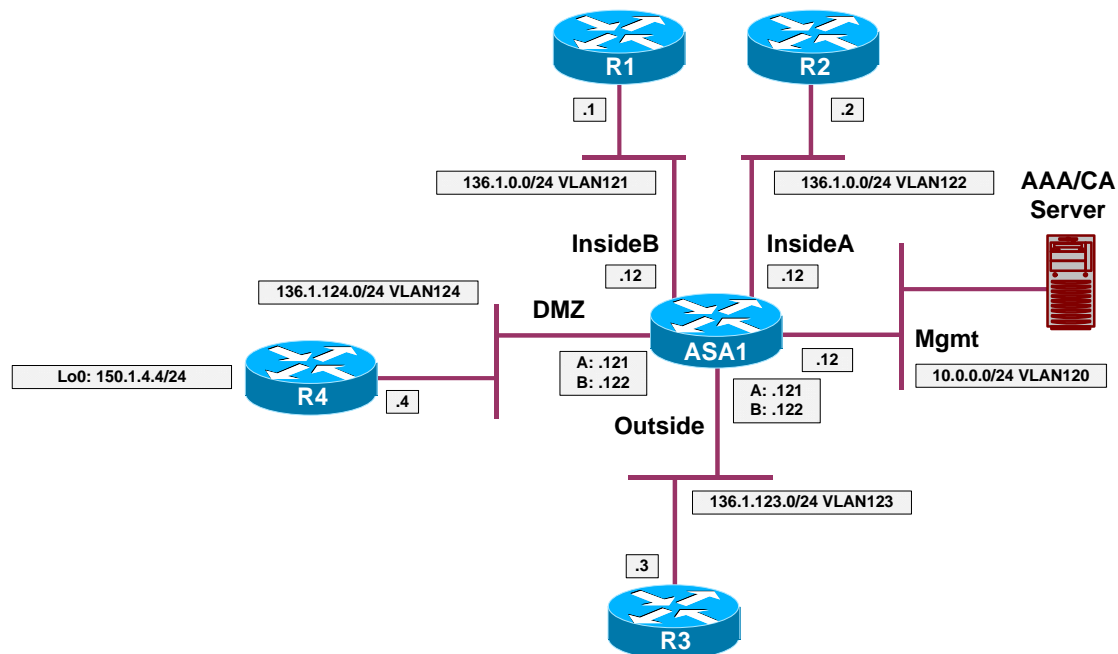 R1
R2
.1
.2
136.1.0.0/24 VLAN121
136.1.0.0/24 VLAN122
AAA/CA
Server
InsideB
InsideA
.12
.12
136.1.124.0/24 VLAN124
DMZ
ASA1
Mgmt
.12
Lo0: 150.1.4.4/24
R4
.4
A: .121
B: .122
A: .121
B: .122
10.0.0.0/24 VLAN120
Outside
136.1.123.0/24 VLAN123
.3
R3